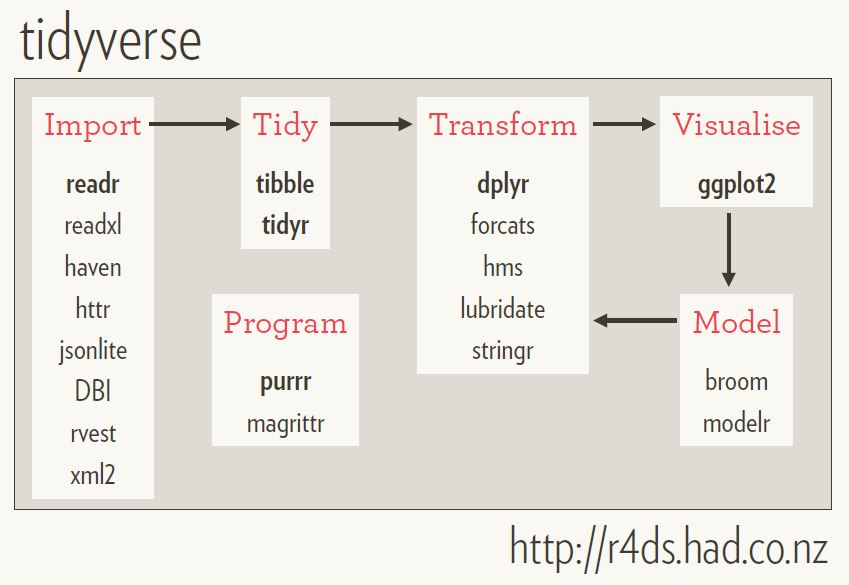 tidyverse
Import
readr
readxl
haven
httr
jsonlite
DBI
rvest
xml2
Tidy
tibble
tidyr
Program
purrr
magrittr
Transform
dplyr
forcats
hms
lubridate
stringr
Visualise
ggplot2
Model
broom
modelr
http://r4ds.had.co.nz